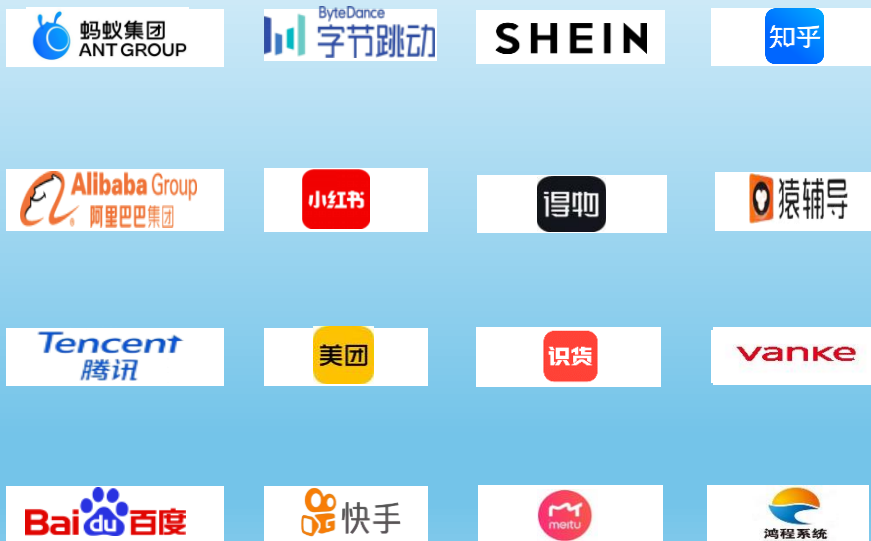 蚂蚁集团
ANT GROUP
ByteDance
字节跳动
SHEIN
知乎
Alibaba Group
阿里巴巴集团
小红书
得物
猿辅导
Tencent
腾讯
美团
识货
vanke
Bai du 百度
快手
meitu
鸿程系统